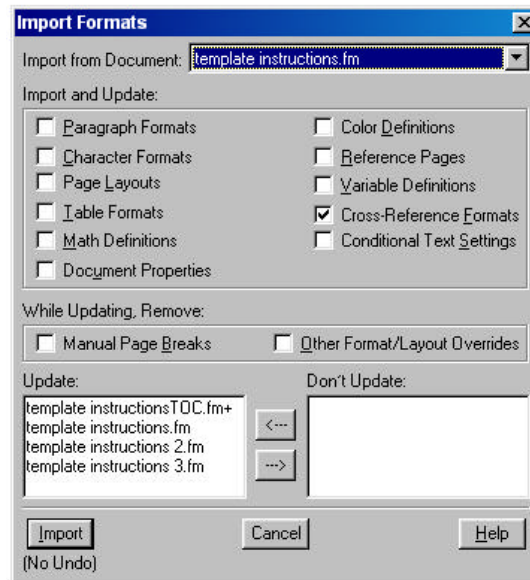 Import Formats
Import from Document: template instructions.fm
Import and Update:
Paragraph Formats
Character Formats
Page Layouts
Table Formats
Math Definitions
Document Properties
Color Definitions
Reference Pages
Variable Definitions
Cross-Reference Formats
Conditional Text Settings
While Updating, Remove:
Manual Page Breaks
Other Format/Layout Overrides
Update:
template instructionsTOC.fm+
template instructions.fm
template instructions 2.fm
template instructions 3.fm
<---
--->
Don't Update:
Import
(No Undo)
Cancel
Help